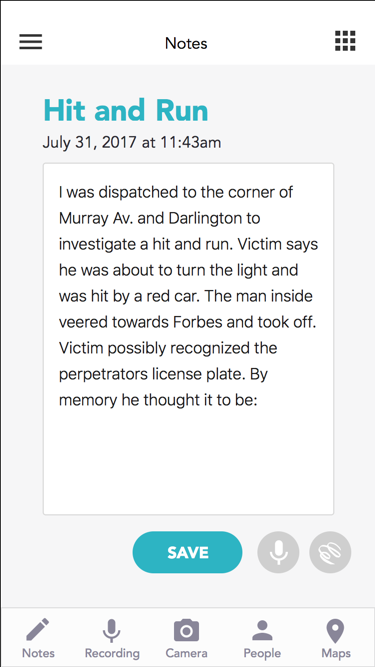 Notes
Hit and Run
July 31, 2017 at 11:43am
I was dispatched to the corner of
Murray Av. and Darlington to
investigate a hit and run. Victim says
he was about to turn the light and
was hit by a red car. The man inside
veered towards Forbes and took off.
Victim possibly recognized the
perpetrators license plate. By
memory he thought it to be:
SAVE
Notes
Recording
Camera
People
Maps